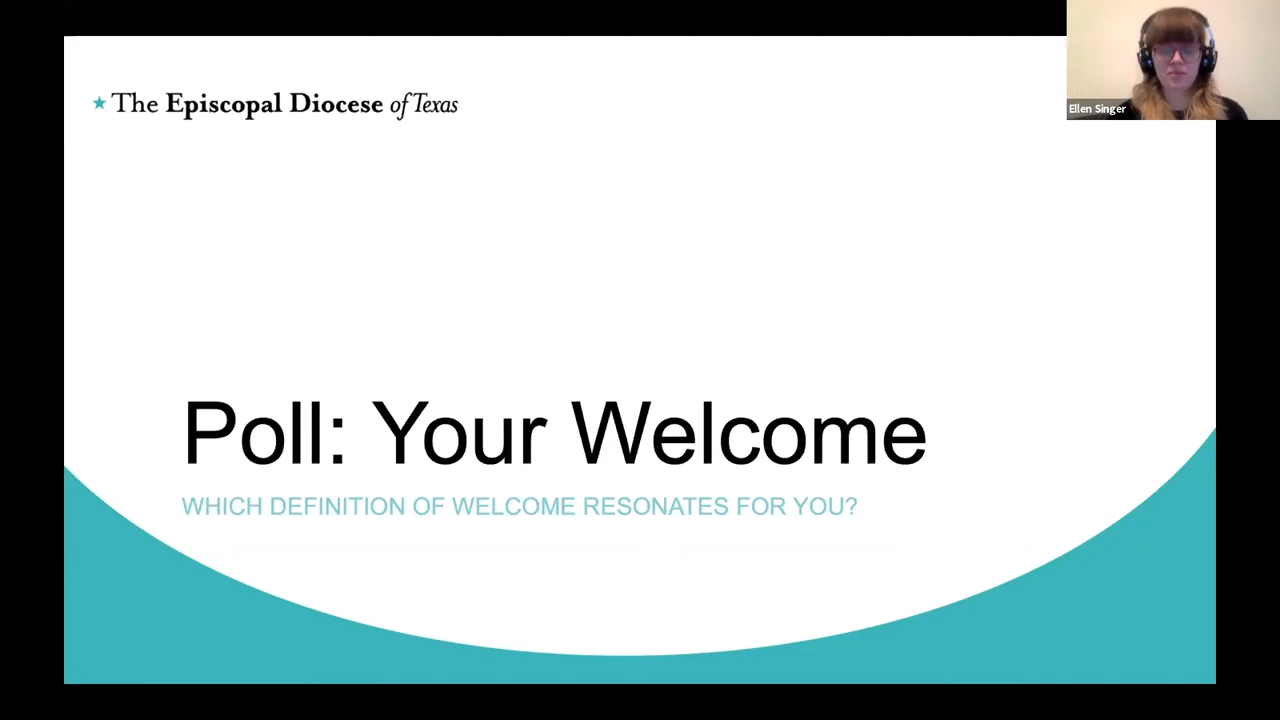 The Episcopal Diocese of Texas
Ellen Singer
Poll: Your Welcome
WHICH DEFINITION OF WELCOME RESONATES FOR YOU?